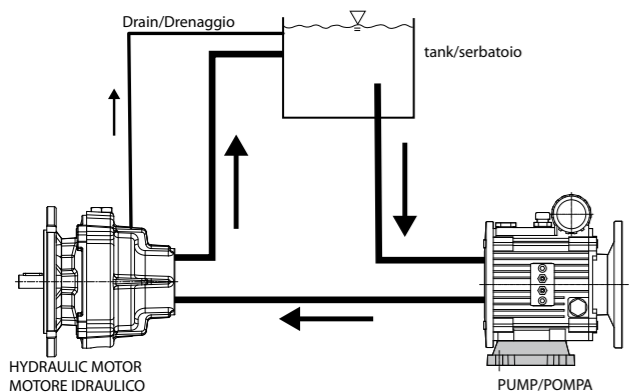 Drain/Drenaggio
tank/serbatoio
HYDRAULIC MOTOR
MOTORE IDRAULICO
PUMP/POMPA